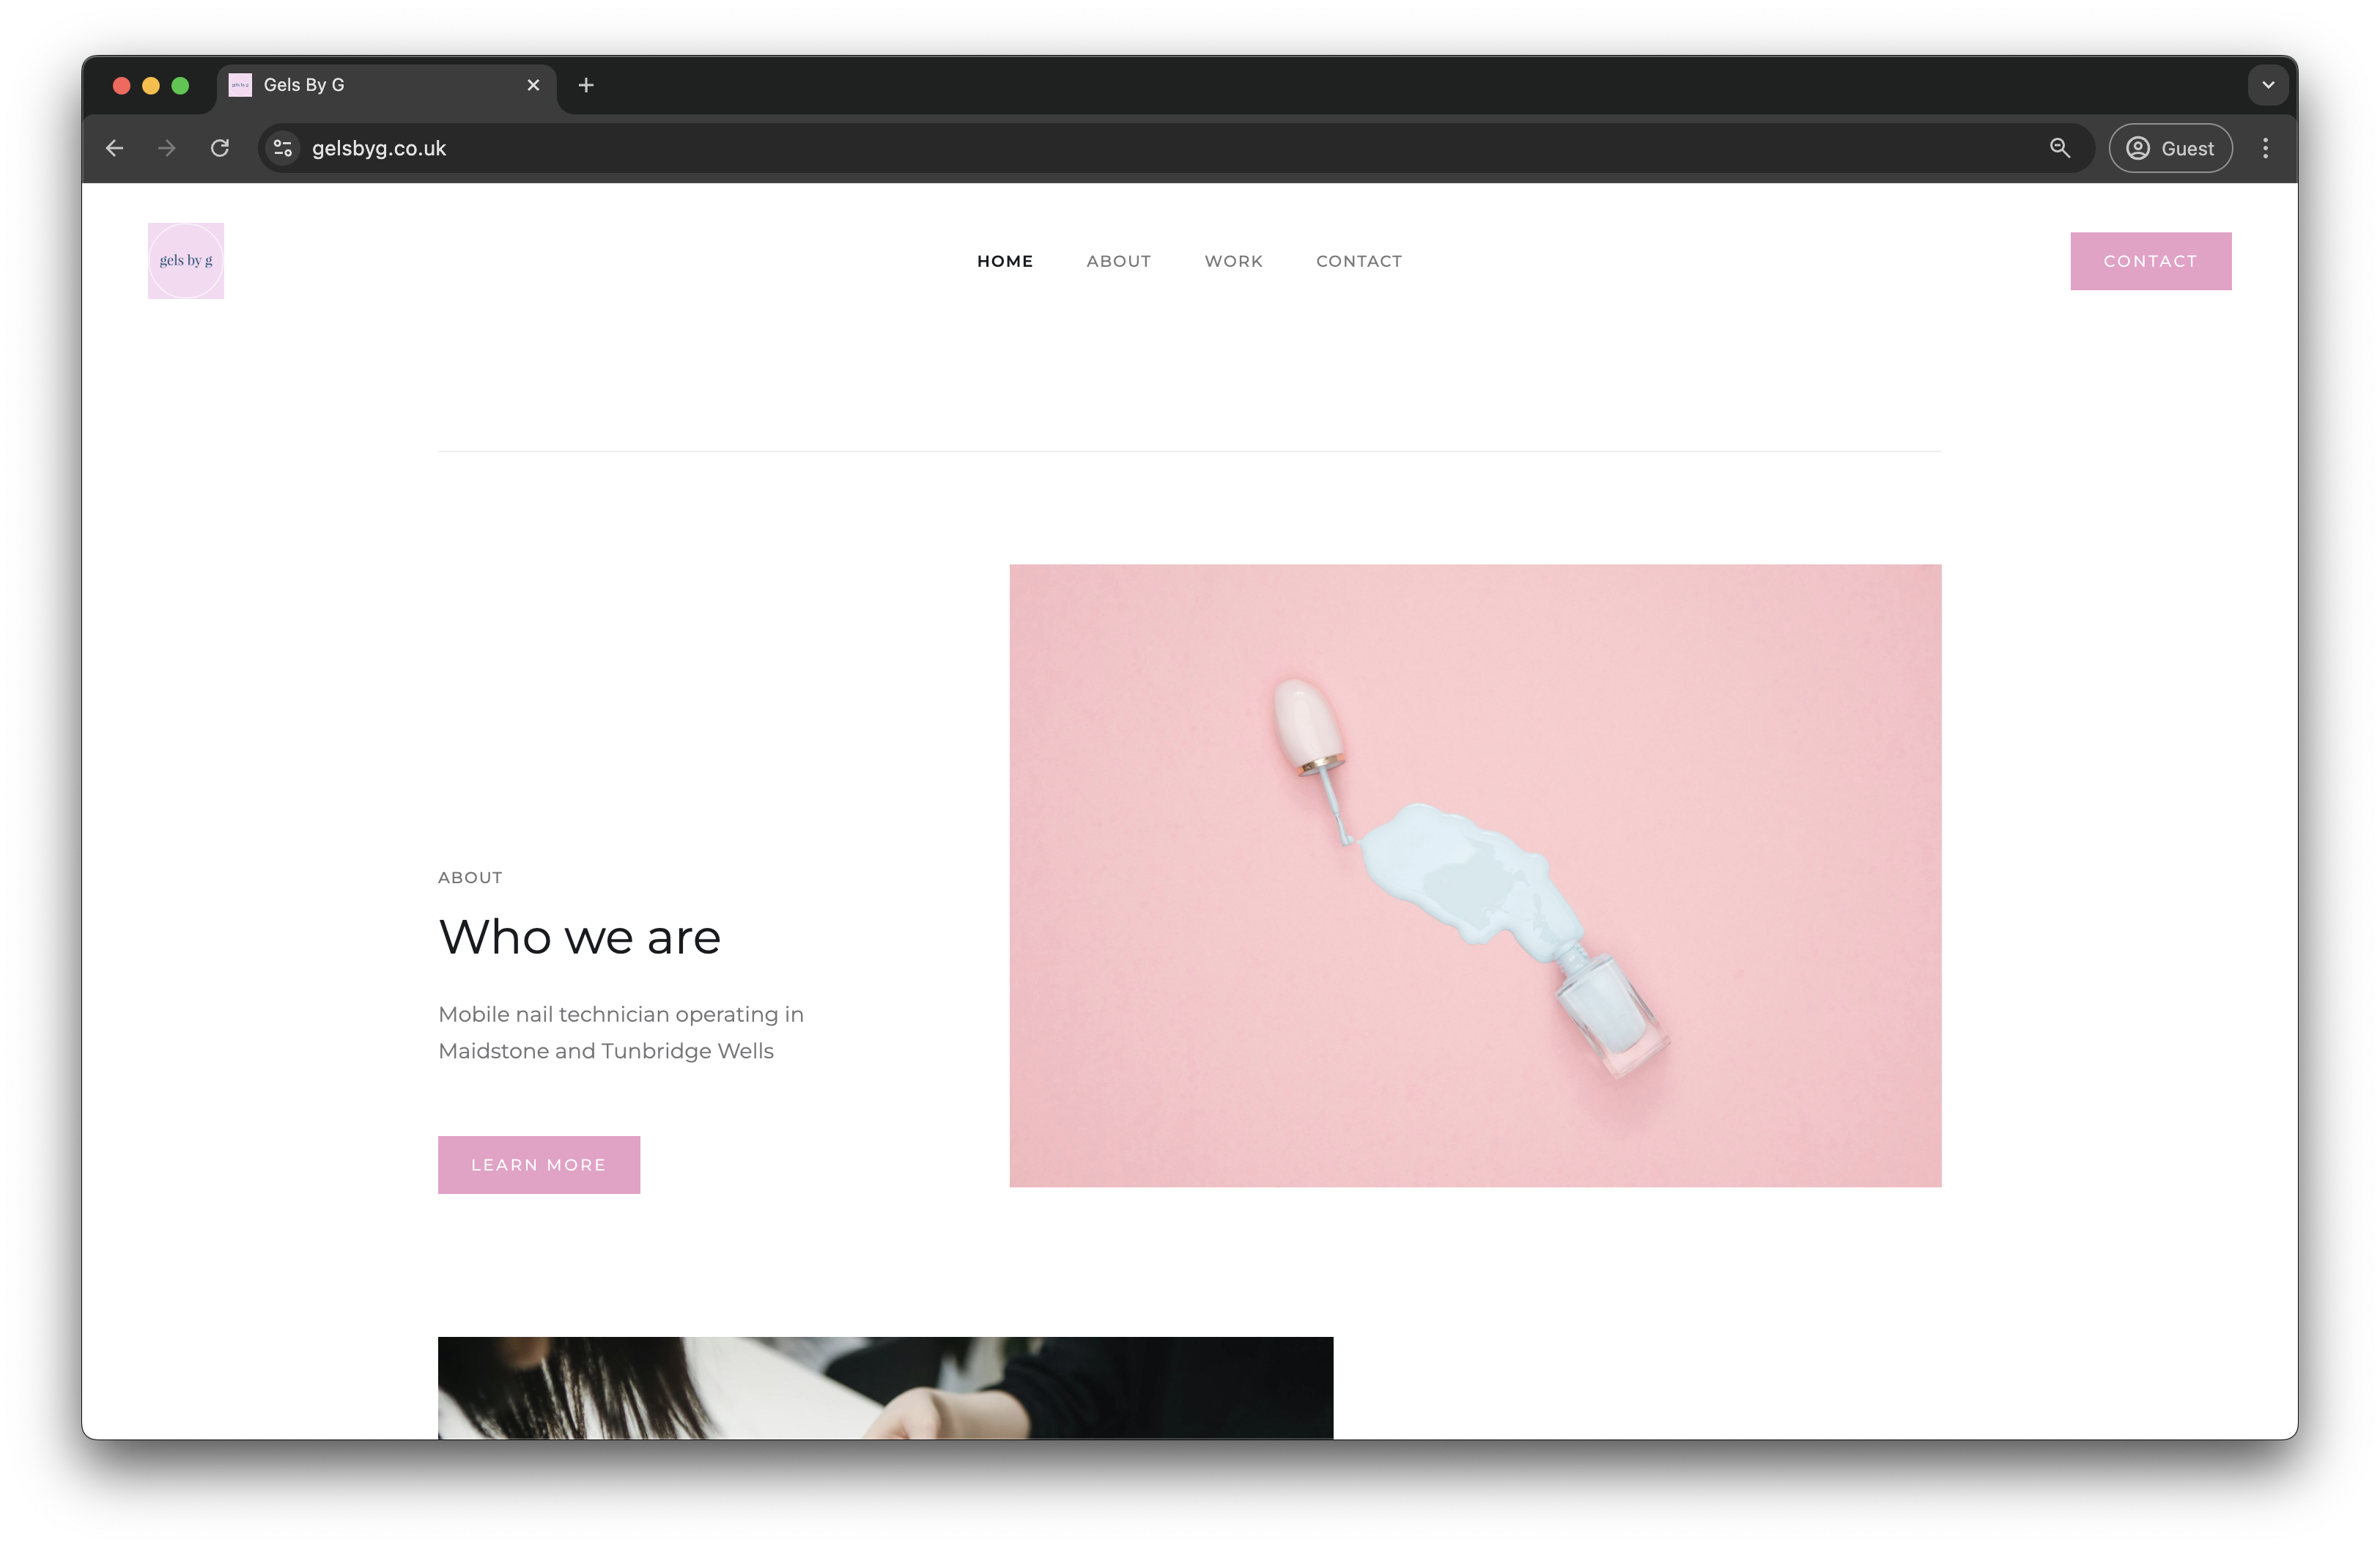 Gels By G
gelsbyg.co.uk
Guest
gels by g
HOME ABOUT WORK CONTACT
CONTACT
ABOUT
Who we are
Mobile nail technician operating in
Maidstone and Tunbridge Wells
LEARN MORE